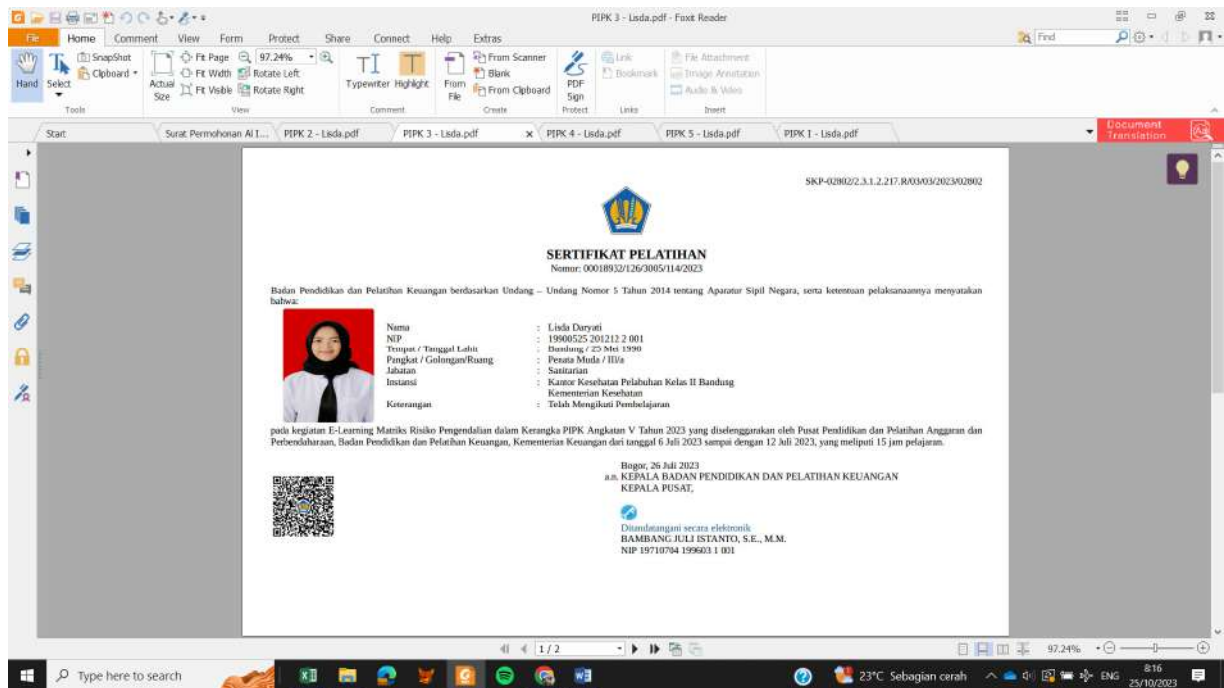 PIPK 3 - Lisda.pdf - Foxit Reader
File Home Comment View Form Protect Share Connect Help Extras
Find
Hand
Select
SnapShot
Clipboard
Actual Size
Fit Page
Fit Width
Fit Visible
97.24%
Rotate Left
Rotate Right
Typewriter Highlight
From File
From Scanner
Blank
From Clipboard
PDF Sign
Link
Bookmark
File Attachment
Image Annotation
Audio & Video
Tools View Comment Create Protect Links Insert
Start Surat Permohonan Al I... PIPK 2 - Lisda.pdf PIPK 3 - Lisda.pdf x PIPK 4 - Lisda.pdf PIPK 5 - Lisda.pdf PIPK 1 - Lisda.pdf
Document Translation
SKP-02802/2.3.1.2.217.R/03/03/2023/02802
SERTIFIKAT PELATIHAN
Nomor: 00018932/126/3005/114/2023
Badan Pendidikan dan Pelatihan Keuangan berdasarkan Undang – Undang Nomor 5 Tahun 2014 tentang Aparatur Sipil Negara, serta ketentuan pelaksanaannya menyatakan
bahwa:
Nama : Lisda Daryati
NIP : 19900525 201212 2 001
Tempat / Tanggal Lahir : Bandung / 25 Mei 1990
Pangkat / Golongan/Ruang : Penata Muda / III/a
Jabatan : Sanitarian
Instansi : Kantor Kesehatan Pelabuhan Kelas II Bandung
Kementerian Kesehatan
Keterangan : Telah Mengikuti Pembelajaran
pada kegiatan E-Learning Matriks Risiko Pengendalian dalam Kerangka PIPK Angkatan V Tahun 2023 yang diselenggarakan oleh Pusat Pendidikan dan Pelatihan Anggaran dan
Perbendaharaan, Badan Pendidikan dan Pelatihan Keuangan, Kementerian Keuangan dari tanggal 6 Juli 2023 sampai dengan 12 Juli 2023, yang meliputi 15 jam pelajaran.
Bogor, 26 Juli 2023
a.n. KEPALA BADAN PENDIDIKAN DAN PELATIHAN KEUANGAN
KEPALA PUSAT,
Ditandatangani secara elektronik
BAMBANG JULI ISTANTO, S.E., M.M.
NIP 19710704 199603 1 001
1 / 2
97.24%
Type here to search
23°C Sebagian cerah
ENG
8:16
25/10/2023